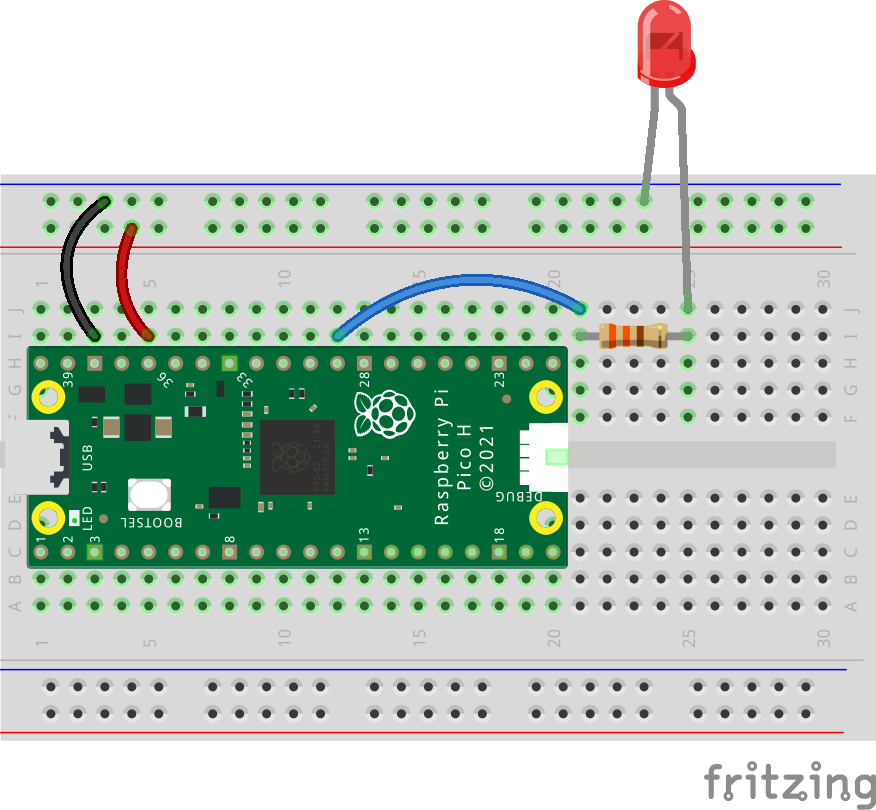 1 5 10 15 20 25 30
J J
I I
H H
G G
F F
39 36 33 28 23
Raspberry Pi
Pico H
©2021
USB
LED
BOOTSEL
DEBUG
E E
D D
C C
B B
A A
1 2 3 8 13 18
1 5 10 15 20 25 30
fritzing